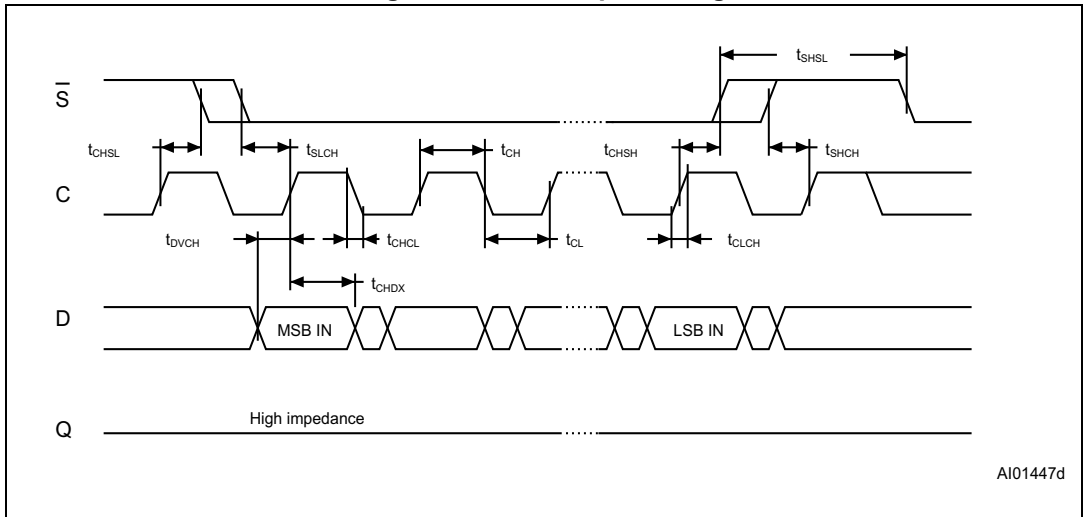 tSHSL
S
tCHSL
tSLCH
tCH
tCHSH
tSHCH
C
tDVCH
tCHCL
tCL
tCLCH
tCHDX
D
MSB IN
LSB IN
High impedance
Q
AI01447d